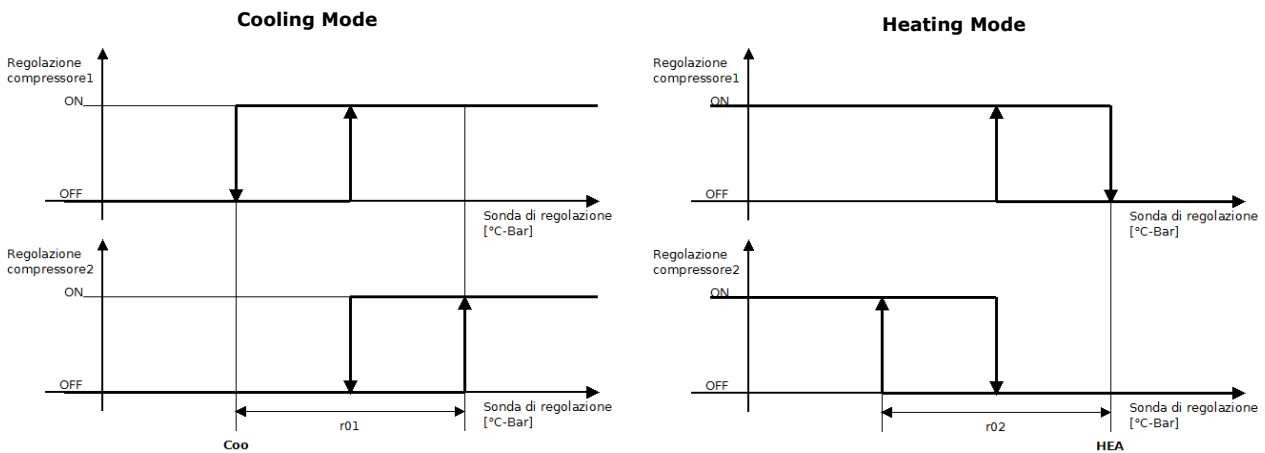 Cooling Mode
Regolazione
compressore1
ON
OFF
Sonda di regolazione
[°C-Bar]
Regolazione
compressore2
ON
OFF
Sonda di regolazione
[°C-Bar]
r01
Coo
Heating Mode
Regolazione
compressore1
ON
OFF
Sonda di regolazione
[°C-Bar]
Regolazione
compressore2
ON
OFF
Sonda di regolazione
[°C-Bar]
r02
HEA